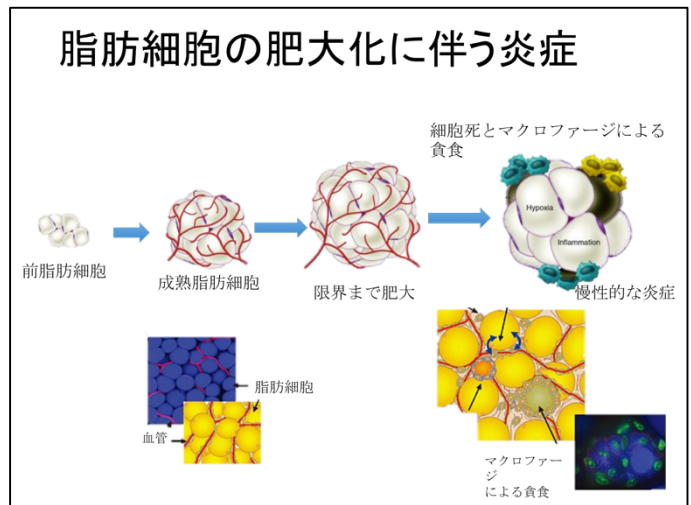 脂肪細胞の肥大化に伴う炎症
細胞死とマクロファージによる
貪食
Hypoxia
Inflammation
前脂肪細胞
成熟脂肪細胞
限界まで肥大
慢性的な炎症
脂肪細胞
血管
マクロファー
ジ
による貪食